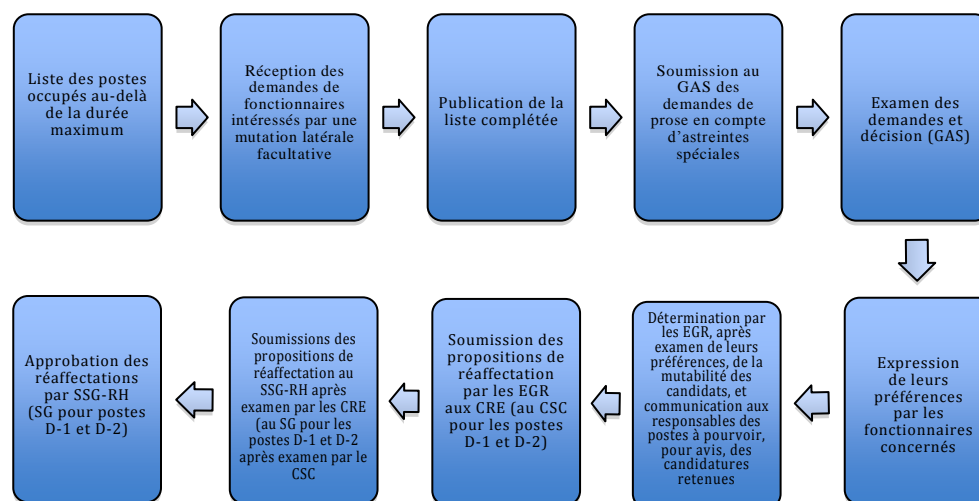 Liste des postes
occupés au-delà
de la durée
maximum
Réception des
demandes de
fonctionnaires
intéressés par une
mutation latérale
facultative
Publication de la
liste complétée
Soumission au
GAS des
demandes de
prose en compte
d'astreintes
spéciales
Examen des
demandes et
décision (GAS)
Expression
de leurs
préférences
par les
fonctionnaires
concernés
Détermination par
les EGR, après
examen de leurs
préférences, de la
mutabilité des
candidats, et
communication aux
responsables des
postes à pourvoir,
pour avis, des
candidatures
retenues
Soumission des
propositions de
réaffectation
par les EGR
aux CRE (au CSC
pour les postes
D-1 et D-2)
Soumissions des
propositions de
réaffectation au
SSG-RH après
examen par les CRE
(au SG pour les
postes D-1 et D-2
après examen par le
CSC
Approbation des
réaffectations
par SSG-RH
(SG pour postes
D-1 et D-2)